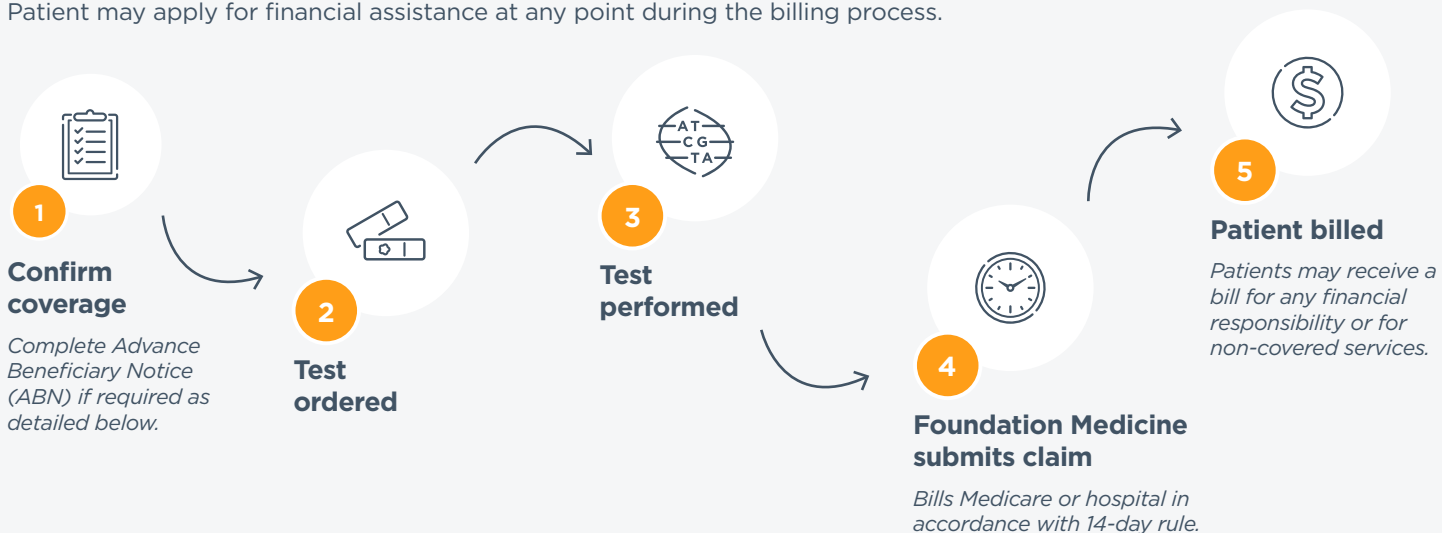 Patient may apply for financial assistance at any point during the billing process.
1
Confirm
coverage
Complete Advance
Beneficiary Notice
(ABN) if required as
detailed below.
2
Test
ordered
AT
CG
TA
3
Test
performed
4
Foundation Medicine
submits claim
Bills Medicare or hospital in
accordance with 14-day rule.
$
5
Patient billed
Patients may receive a
bill for any financial
responsibility or for
non-covered services.